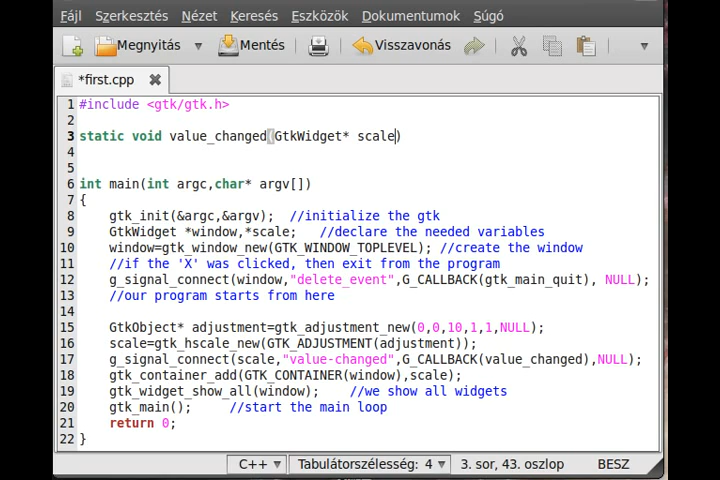 Fájl Szerkesztés Nézet Keresés Eszközök Dokumentumok Súgó
Megnyitás Mentés Visszavonás
*first.cpp
1 #include <gtk/gtk.h>
2
3 static void value_changed(GtkWidget* scale)
4
5
6 int main(int argc,char* argv[])
7 {
8 gtk_init(&argc,&argv); //initialize the gtk
9 GtkWidget *window,*scale; //declare the needed variables
10 window=gtk_window_new(GTK_WINDOW_TOPLEVEL); //create the window
11 //if the 'X' was clicked, then exit from the program
12 g_signal_connect(window,"delete_event",G_CALLBACK(gtk_main_quit), NULL);
13 //our program starts from here
14
15 GtkObject* adjustment=gtk_adjustment_new(0,0,10,1,1,NULL);
16 scale=gtk_hscale_new(GTK_ADJUSTMENT(adjustment));
17 g_signal_connect(scale,"value-changed",G_CALLBACK(value_changed),NULL);
18 gtk_container_add(GTK_CONTAINER(window),scale);
19 gtk_widget_show_all(window); //we show all widgets
20 gtk_main(); //start the main loop
21 return 0;
22 }
C++ Tabulátorszélesség: 4 3. sor, 43. oszlop BESZ